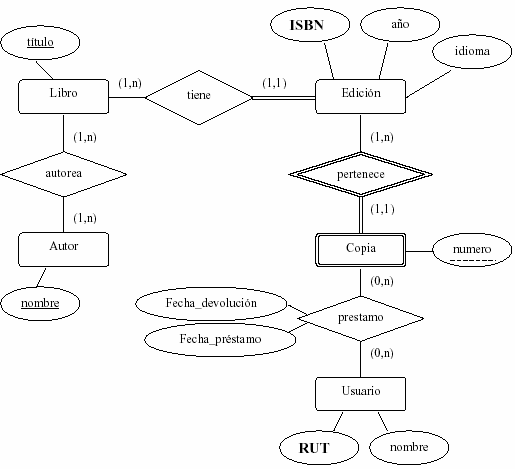 título
ISBN
año
idioma
Libro
(1,n)
tiene
(1,1)
Edición
(1,n)
(1,n)
autorea
pertenece
(1,n)
(1,1)
Autor
Copia
numero
nombre
(0,n)
Fecha_devolución
prestamo
Fecha_préstamo
(0,n)
Usuario
RUT
nombre